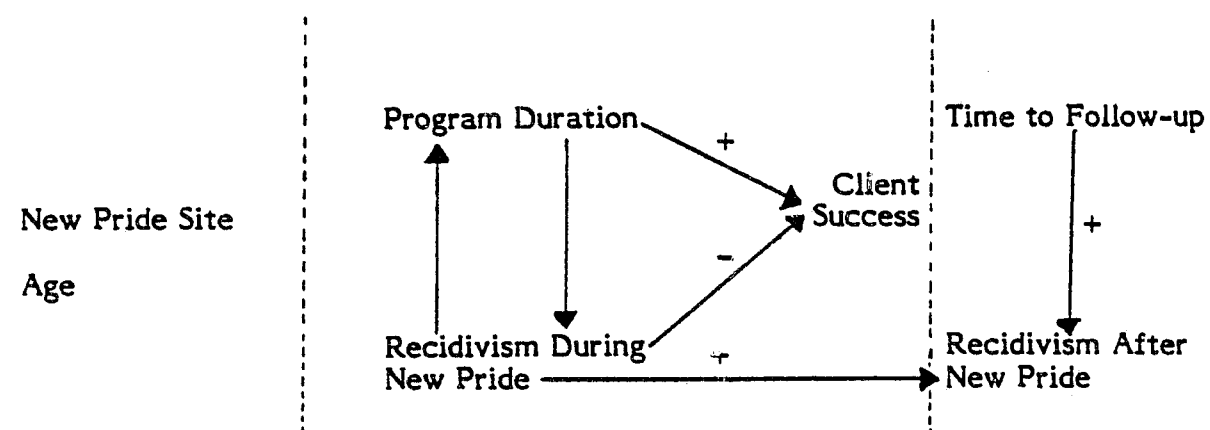 New Pride Site
Age
Program Duration
+
Client
Success
-
Recidivism During
New Pride
+
Time to Follow-up
+
Recidivism After
New Pride